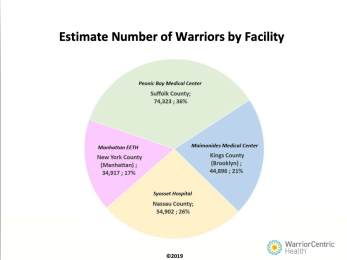 Estimate Number of Warriors by Facility
Peonic Bay Medical Center
Suffolk County;
74,323 ; 36%
Manhattan EETH
New York County
(Manhattan) ;
34,917 ; 17%
Maimonides Medical Center
Kings County
(Brooklyn) ;
44,896 ; 21%
Syosset Hospital
Nassau County;
54,902 ; 26%
©2019
WarriorCentric
Health